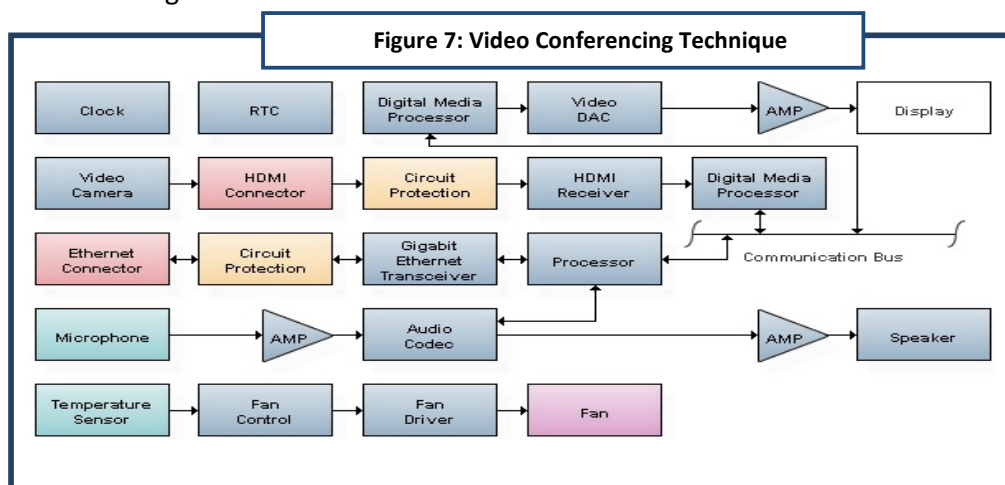 Figure 7: Video Conferencing Technique
Clock
RTC
Digital Media
Processor
Video
DAC
AMP
Display
Video
Camera
HDMI
Connector
Circuit
Protection
HDMI
Receiver
Digital Media
Processor
Ethernet
Connector
Circuit
Protection
Gigabit
Ethernet
Transceiver
Processor
Communication Bus
Microphone
AMP
Audio
Codec
AMP
Speaker
Temperature
Sensor
Fan
Control
Fan
Driver
Fan